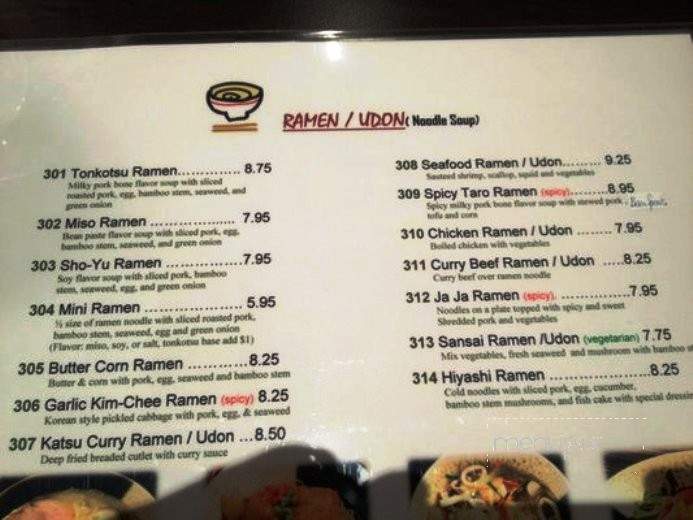 RAMEN / UDON( Noodle Soup)
301 Tonkotsu Ramen............. 8.75
Milky pork bone flavor soup with sliced
roasted pork, egg, bamboo stem, seaweed, and
green onion
302 Miso Ramen .................. 7.95
Bean paste flavor soup with sliced pork, egg,
bamboo stem, seaweed, and green onion
303 Sho-Yu Ramen ................7.95
Soy flavor soup with sliced pork, bamboo
stem, seaweed, egg, and green onion
304 Mini Ramen ..................... 5.95
½ size of ramen noodle with sliced roasted pork,
bamboo stem, seaweed, egg and green onion
(Flavor: miso, soy, or salt, tonkotsu base add $1)
305 Butter Corn Ramen .............8.25
Butter & corn with pork, egg, seaweed and bamboo stem
306 Garlic Kim-Chee Ramen (spicy) 8.25
Korean style pickled cabbage with pork, egg, & seaweed
307 Katsu Curry Ramen / Udon ...8.50
Deep fried breaded cutlet with curry sauce
308 Seafood Ramen / Udon......... 9.25
Sauteed shrimp, scallop, squid and vegetables
309 Spicy Taro Ramen (spicy).........8.95
Spicy milky pork bone flavor soup with stewed pork,
tofu and corn
310 Chicken Ramen / Udon ........ 7.95
Boiled chicken with vegetables
311 Curry Beef Ramen / Udon .....8.25
Curry beef over ramen noodle
312 Ja Ja Ramen (spicy). ...............7.95
Noodles on a plate topped with spicy and sweet
Shredded pork and vegetables
313 Sansai Ramen /Udon (vegetarian) 7.75
Mix vegetables, fresh seaweed and mushroom with bamboo
314 Hiyashi Ramen .......................8.25
Cold noodles with sliced pork, egg, cucumber,
bamboo stem mushrooms, and fish cake with special